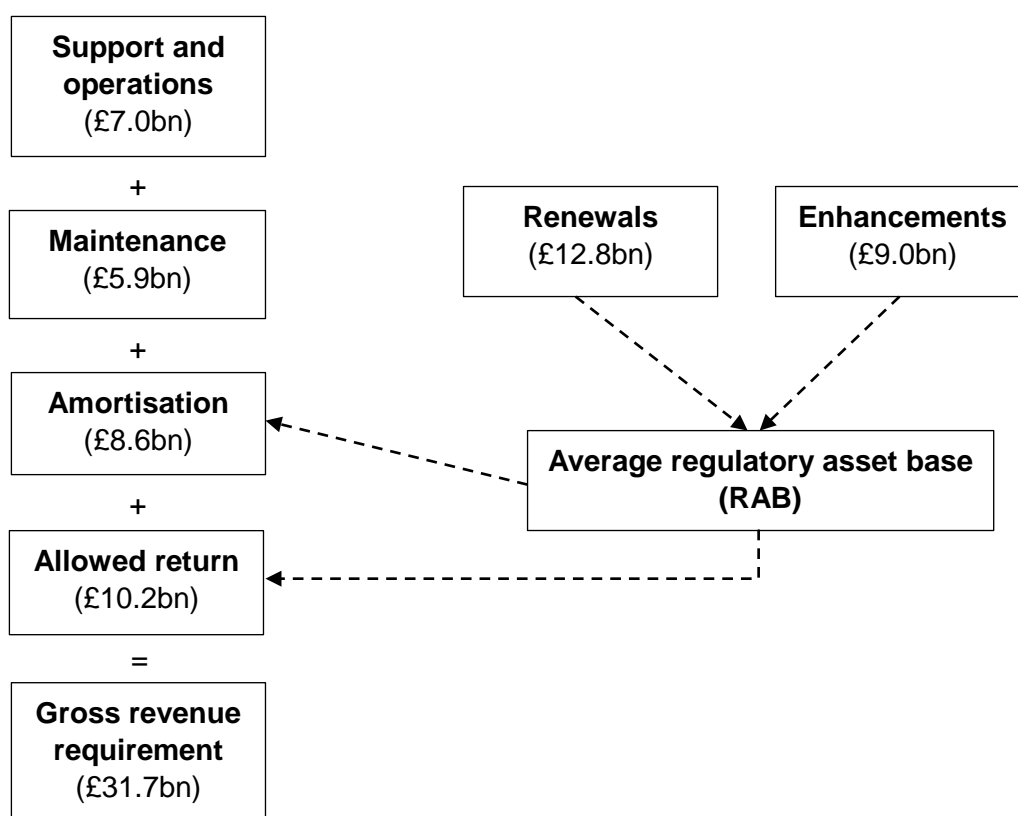 Support and
operations
(£7.0bn)
+
Maintenance
(£5.9bn)
+
Amortisation
(£8.6bn)
+
Allowed return
(£10.2bn)
=
Gross revenue
requirement
(£31.7bn)
Renewals
(£12.8bn)
Enhancements
(£9.0bn)
Average regulatory asset base
(RAB)